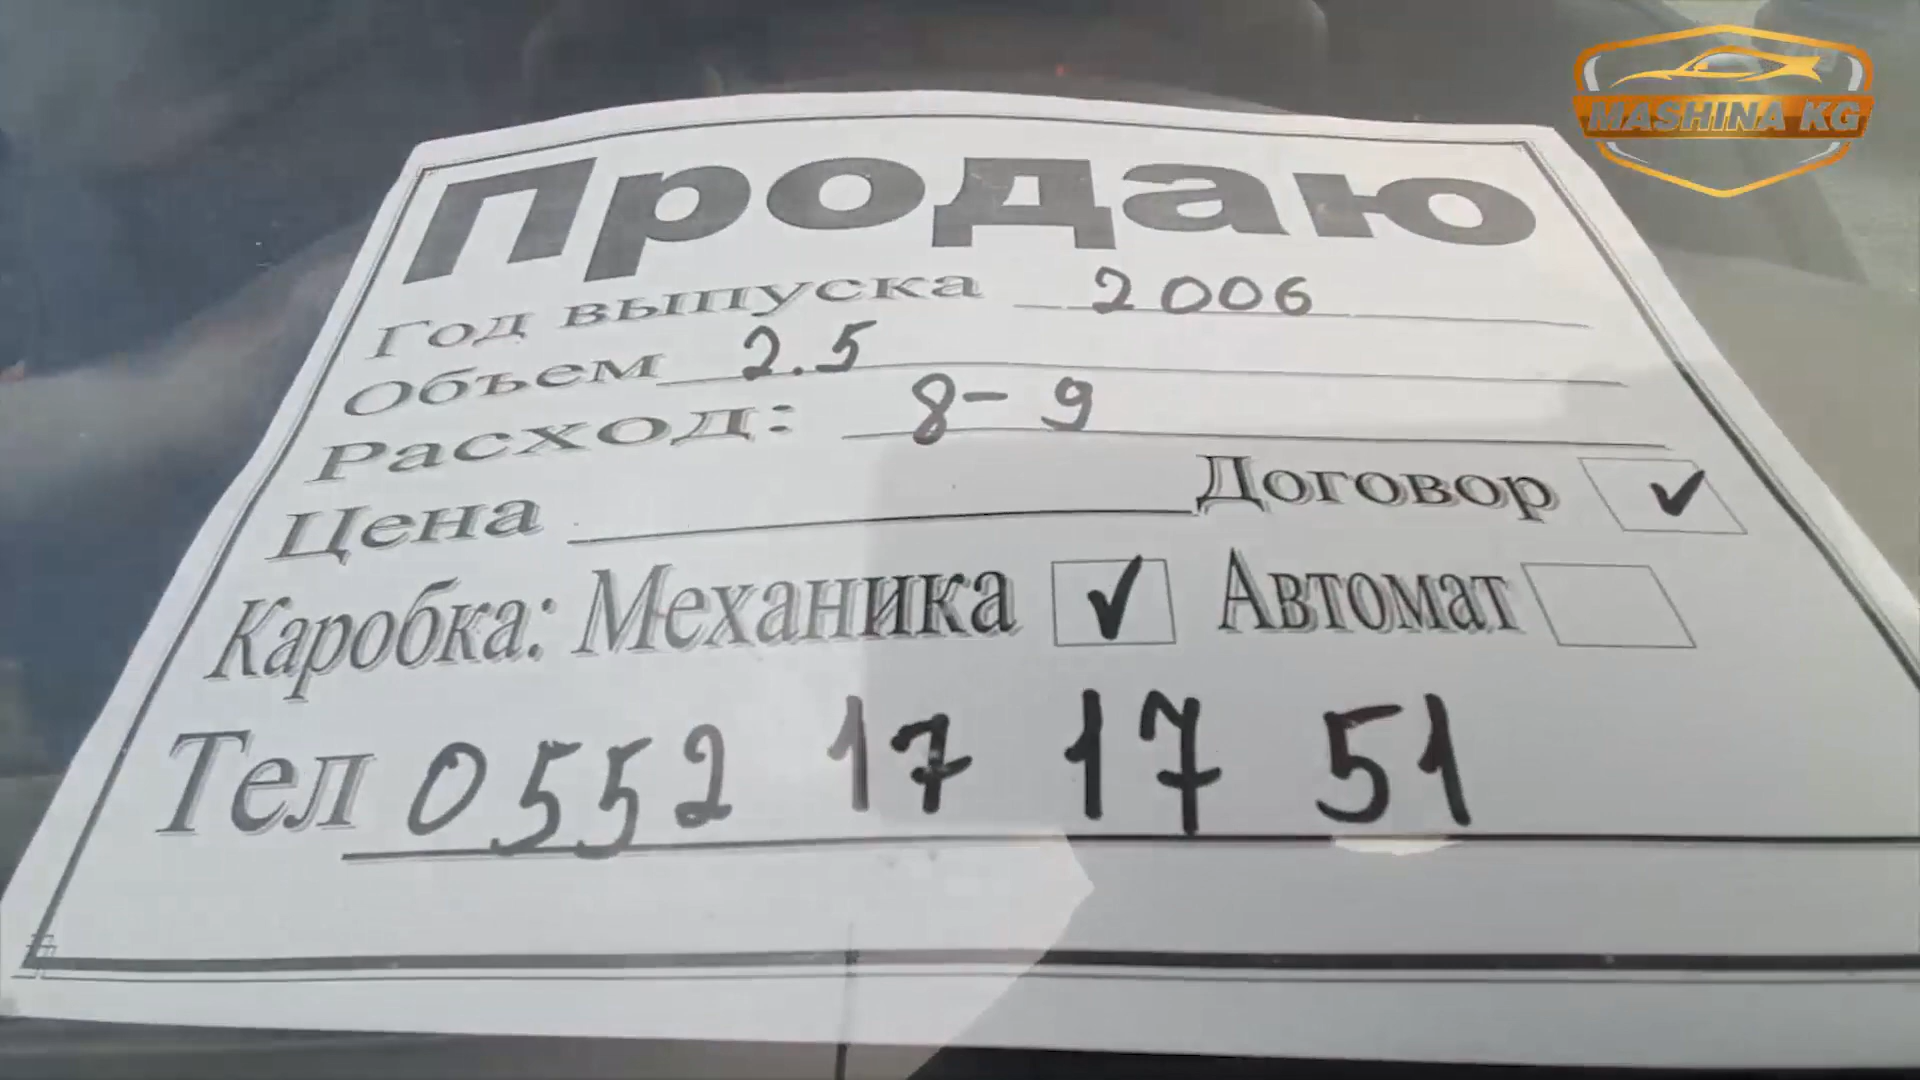 MASHINA KG
Продаю
Год выпуска 2006
Объем 2.5
Расход: 8-9
Цена Договор ✓
Каробка: Механика ✓ Автомат
Тел 0552 17 17 51